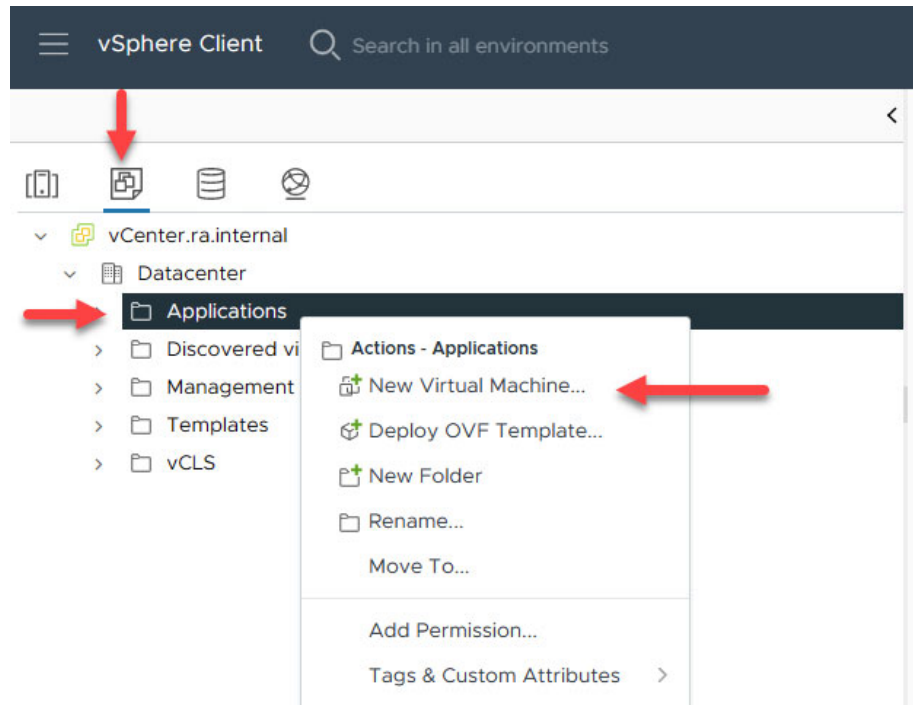 vSphere Client
Search in all environments
vCenter.ra.internal
Datacenter
Applications
Discovered vi
Management
Templates
vCLS
Actions - Applications
New Virtual Machine...
Deploy OVF Template...
New Folder
Rename...
Move To...
Add Permission...
Tags & Custom Attributes